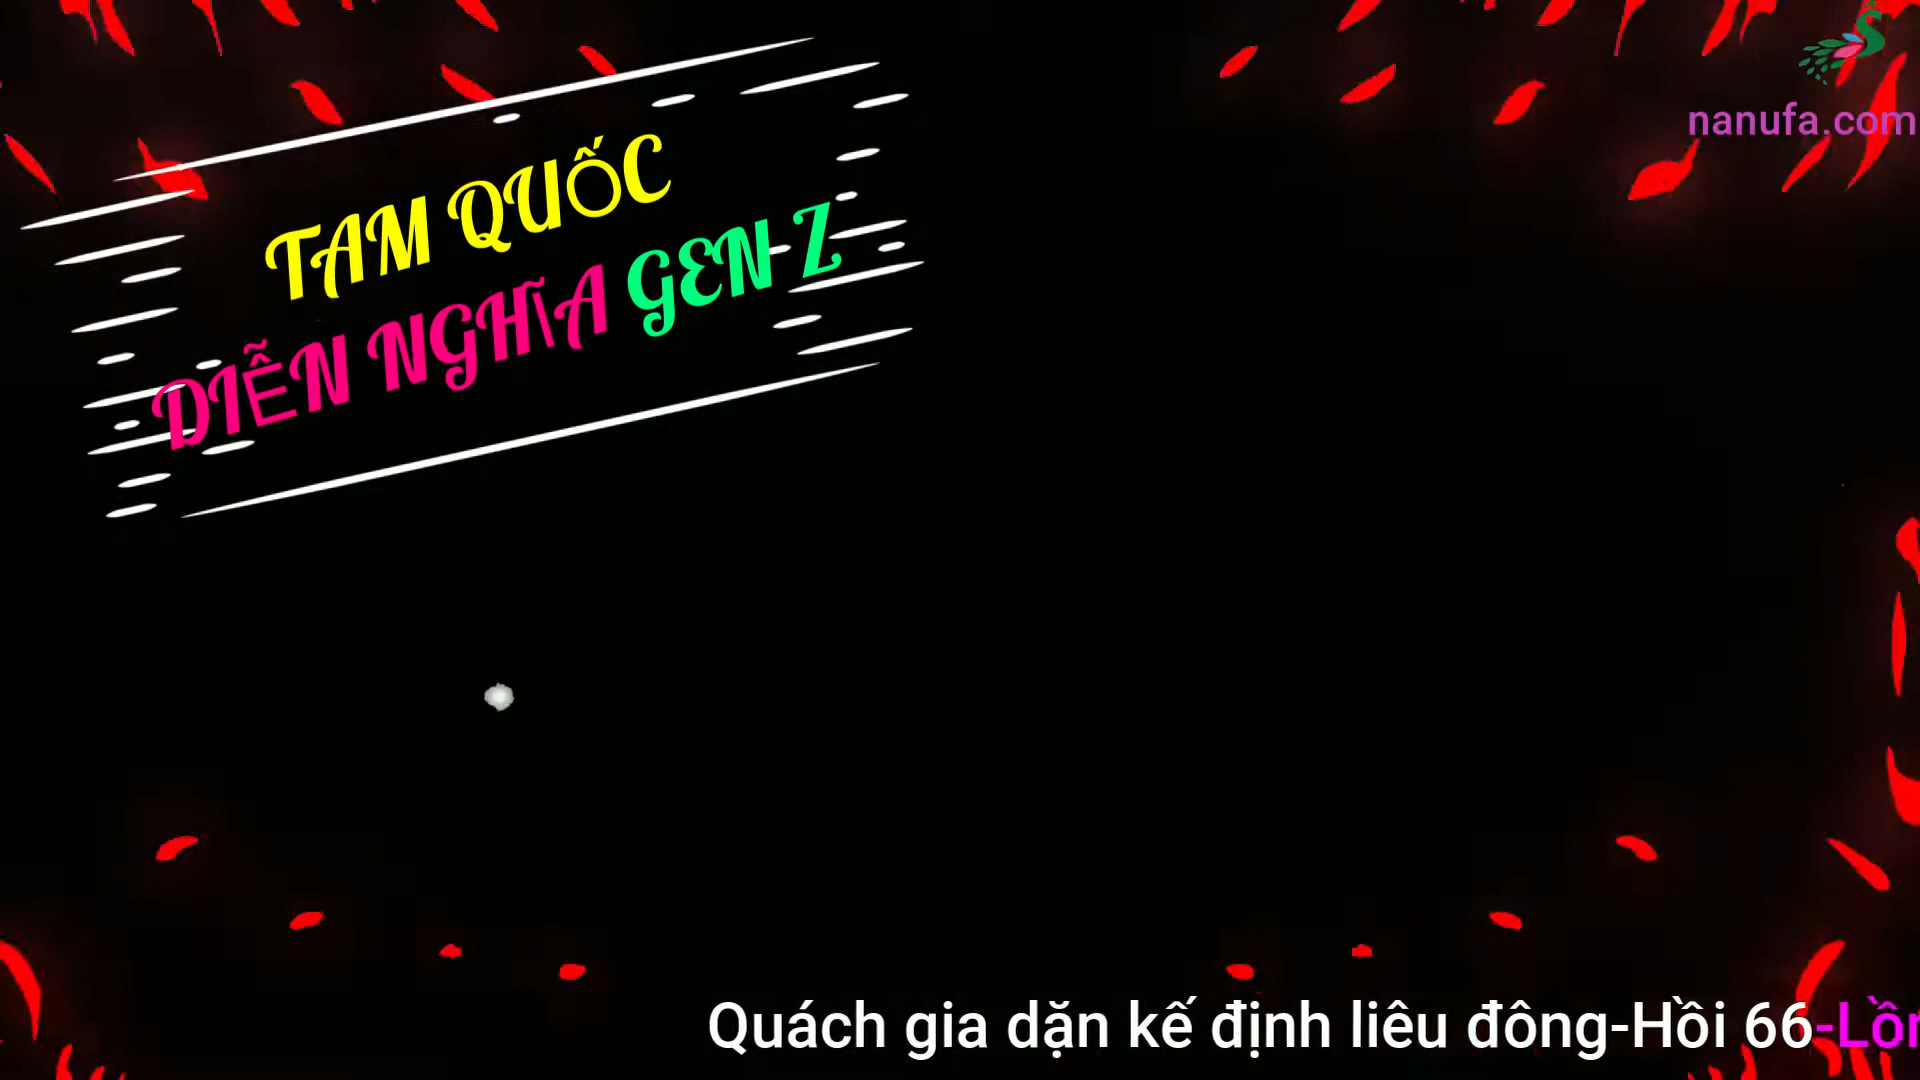 nanufa.com
TAM QUỐC
DIỄN NGHĨA GEN Z
Quách gia dặn kế định liêu đông-Hồi 66